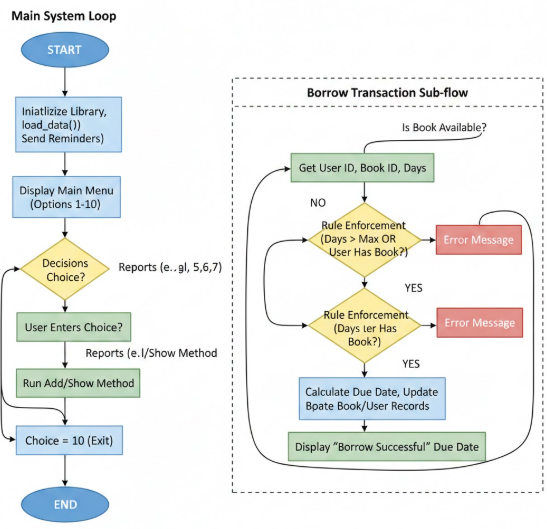 Main System Loop
START
Iniatlizize Library,
load_data())
Send Reminders)
Display Main Menu
(Options 1-10)
Decisions
Choice?
Reports (e..gl, 5,6,7)
User Enters Choice?
Reports (e.l/Show Method
Run Add/Show Method
Choice = 10 (Exit)
END
Borrow Transaction Sub-flow
Is Book Available?
Get User ID, Book ID, Days
NO
Rule Enforcement
(Days > Max OR
User Has Book?)
Error Message
YES
Rule Enforcement
(Days ler Has
Book?)
Error Message
YES
Calculate Due Date, Update
Bpate Book/User Records
Display "Borrow Successful" Due Date